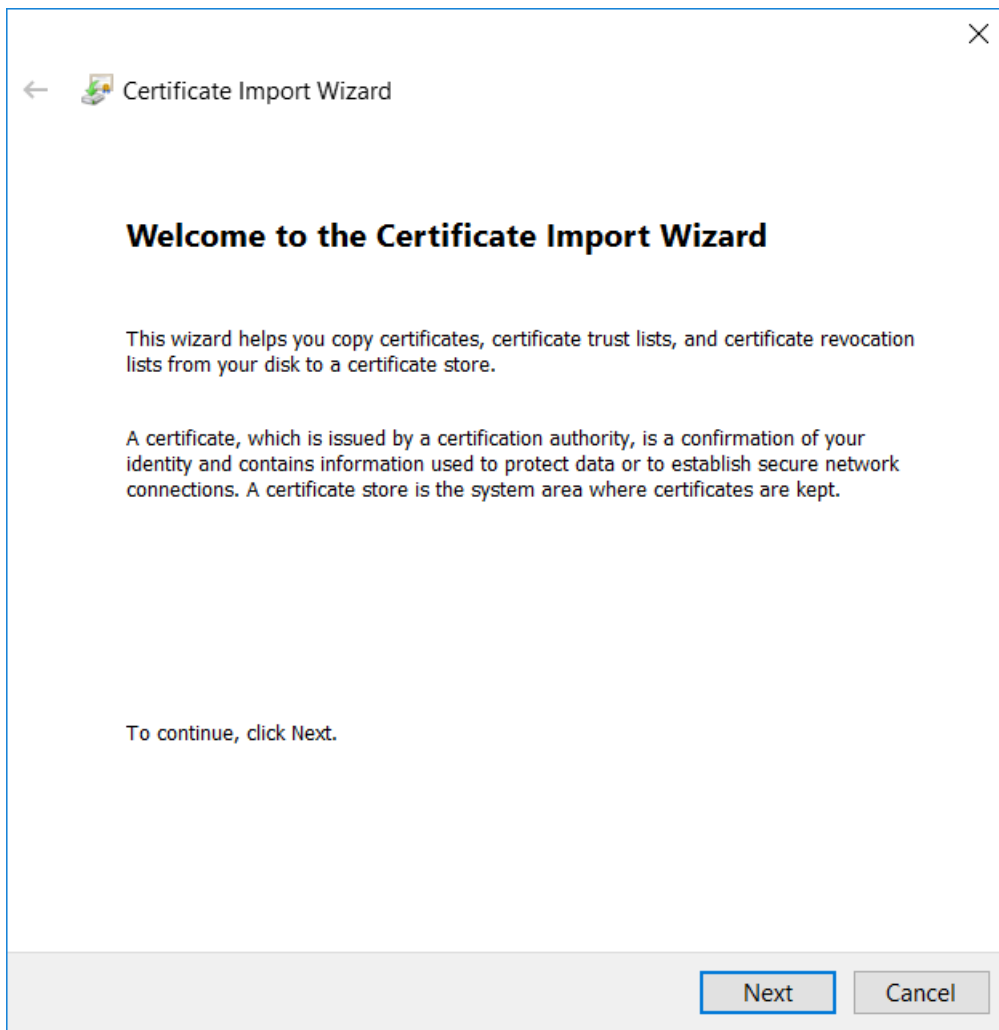 Certificate Import Wizard
Welcome to the Certificate Import Wizard
This wizard helps you copy certificates, certificate trust lists, and certificate revocation
lists from your disk to a certificate store.
A certificate, which is issued by a certification authority, is a confirmation of your
identity and contains information used to protect data or to establish secure network
connections. A certificate store is the system area where certificates are kept.
To continue, click Next.
Next Cancel